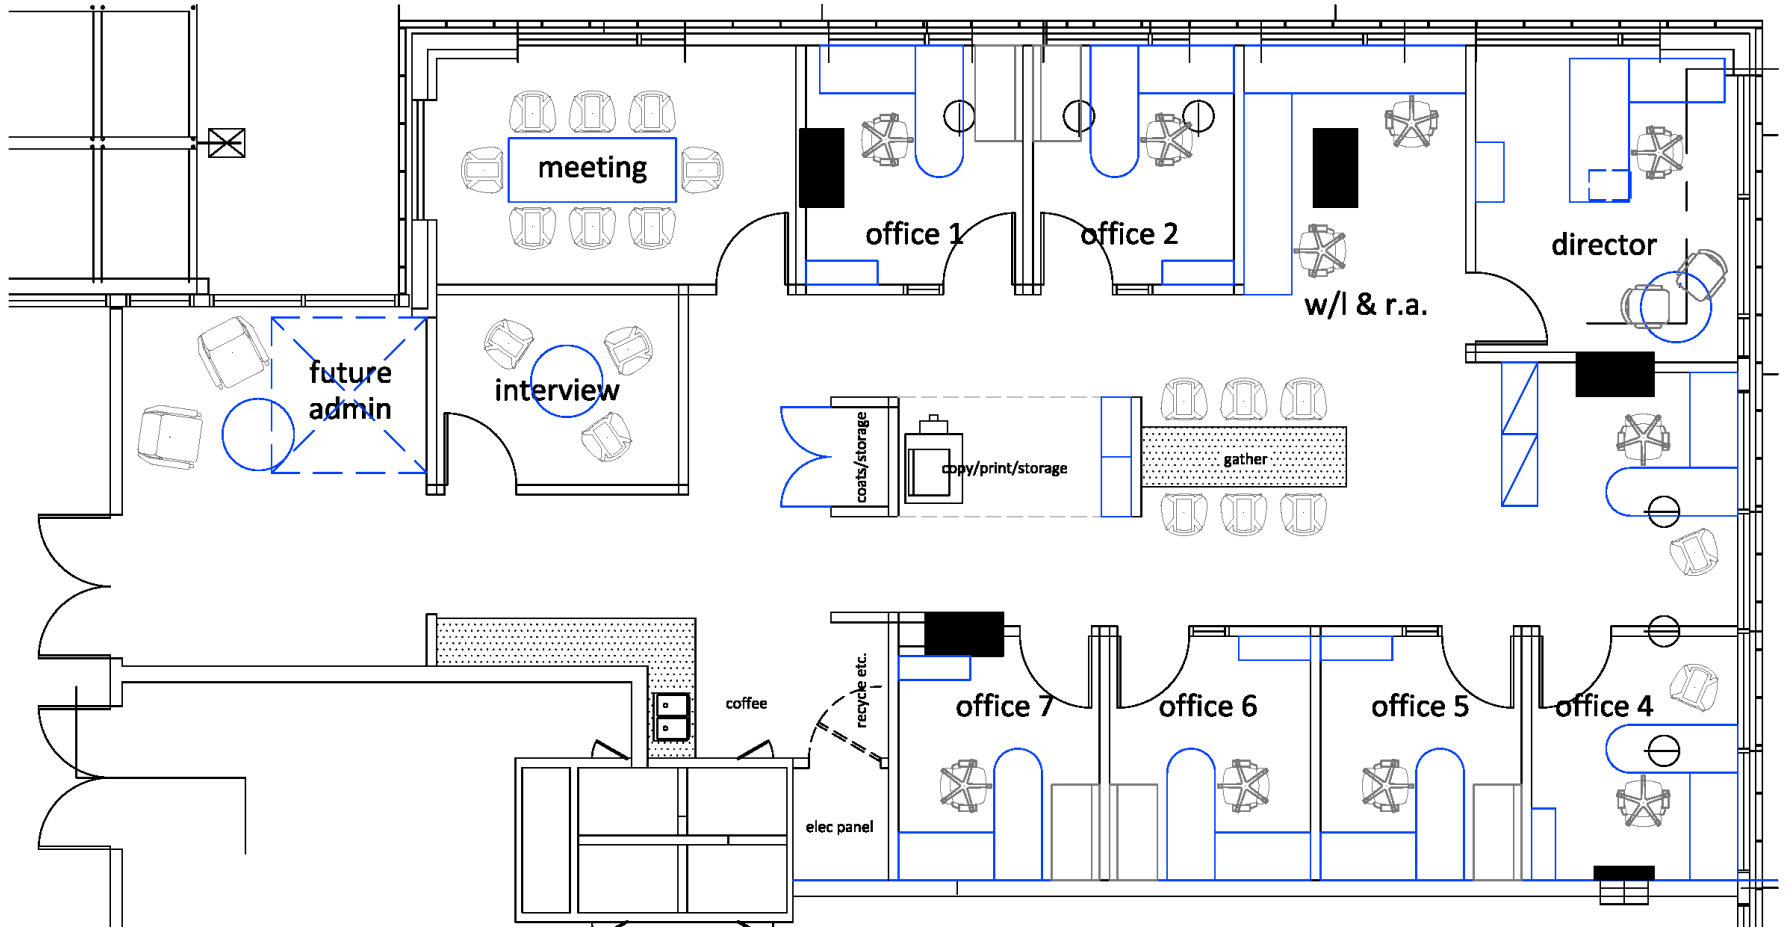 meeting
office 1
office 2
director
w/l & r.a.
future
admin
interview
coats/storage
copy/print/storage
gather
coffee
recycle etc.
office 7
office 6
office 5
office 4
elec panel